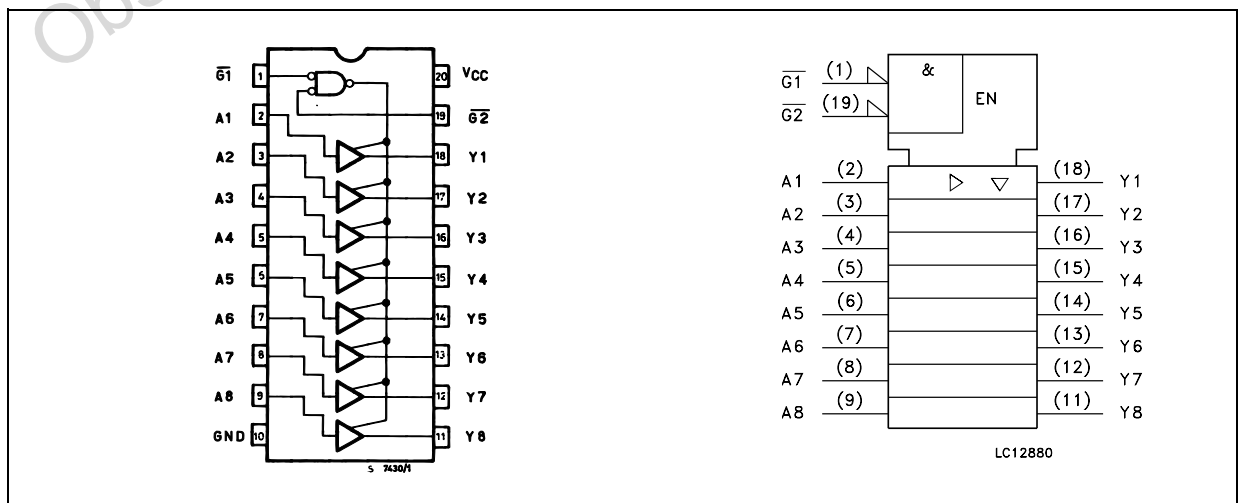 Obs
G1 1 20 VCC
A1 2 19 G2
A2 3 18 Y1
A3 4 17 Y2
A4 5 16 Y3
A5 6 15 Y4
A6 7 14 Y5
A7 8 13 Y6
A8 9 12 Y7
GND 10 11 Y8
S 7430/1
G1 (1) &
G2 (19) EN
A1 (2) (18) Y1
A2 (3) (17) Y2
A3 (4) (16) Y3
A4 (5) (15) Y4
A5 (6) (14) Y5
A6 (7) (13) Y6
A7 (8) (12) Y7
A8 (9) (11) Y8
LC12880